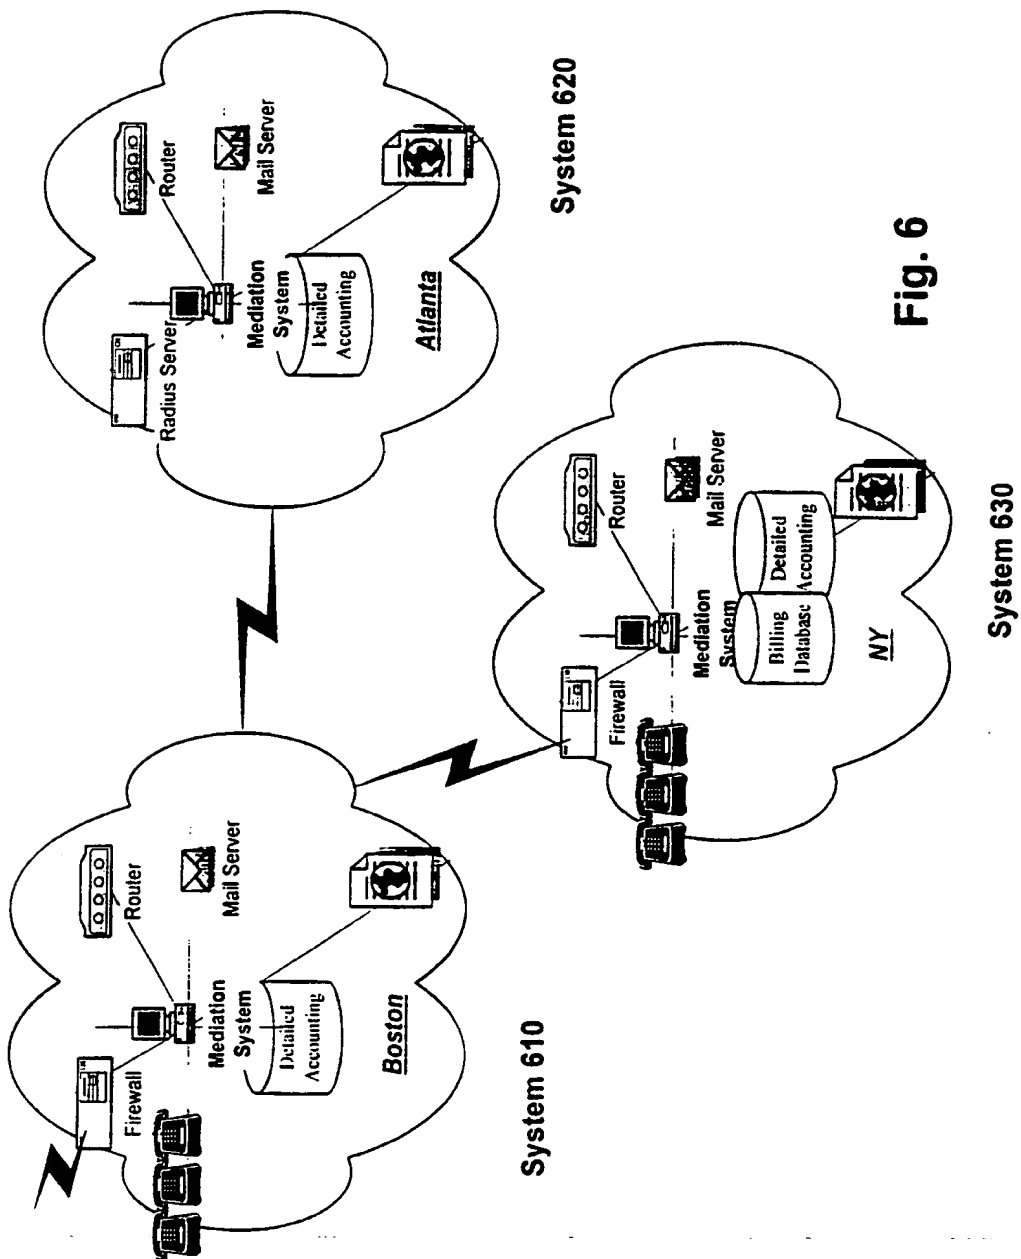 Firewall
Router
Mediation
System
Mail Server
Detailed
Accounting
Boston
System 610
Radius Server
Router
Mediation
System
Mail Server
Detailed
Accounting
Atlanta
System 620
Firewall
Router
Mediation
System
Mail Server
Billing
Database
Detailed
Accounting
NY
System 630
Fig. 6